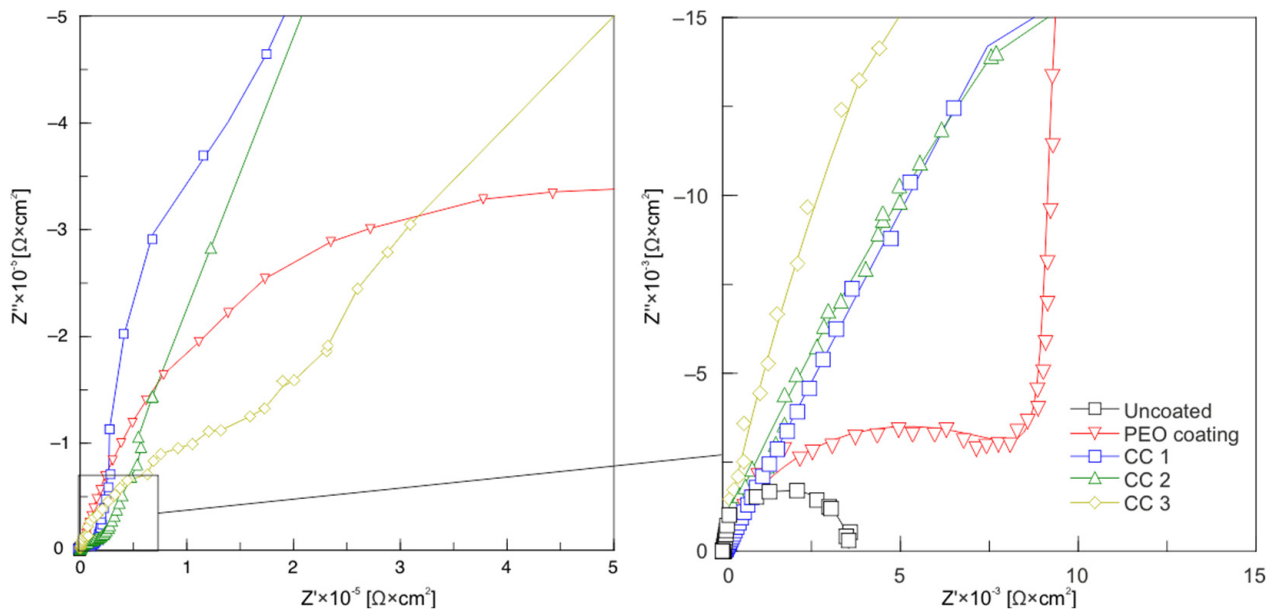 −5
−4
−3
−2
−1
0
Z''×10⁻⁵ [Ω×cm²]
0 1 2 3 4 5
Z'×10⁻⁵ [Ω×cm²]
−15
−10
−5
0
Z''×10⁻³ [Ω×cm²]
0 5 10 15
Z'×10⁻³ [Ω×cm²]
Uncoated
PEO coating
CC 1
CC 2
CC 3